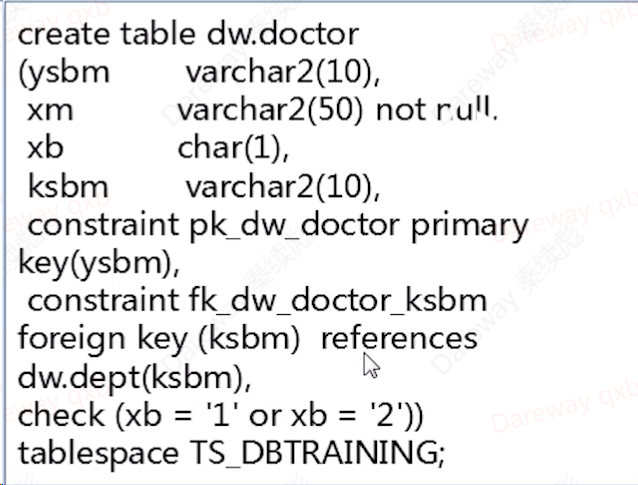 create table dw.doctor
(ysbm varchar2(10),
xm varchar2(50) not null.
xb char(1),
ksbm varchar2(10),
constraint pk_dw_doctor primary
key(ysbm),
constraint fk_dw_doctor_ksbm
foreign key (ksbm) references
dw.dept(ksbm),
check (xb = '1' or xb = '2'))
tablespace TS_DBTRAINING;
Dareway qxb
Dareway 秦续彪
Dareway qxb
Dareway 秦续彪
Dareway qxb